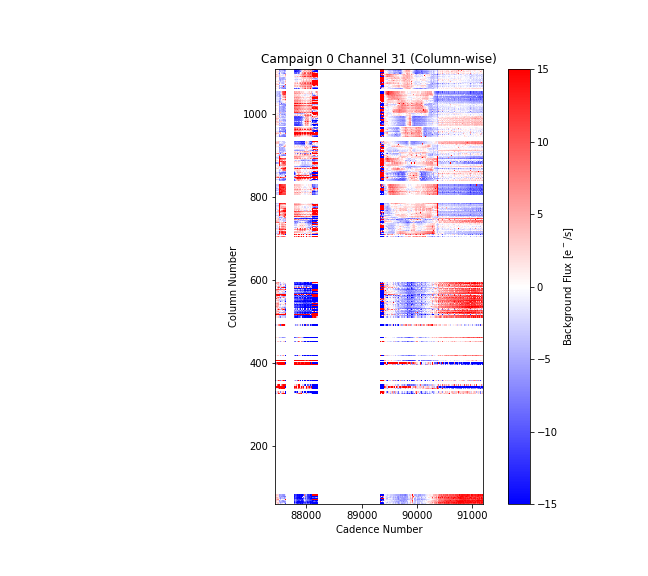 Campaign 0 Channel 31 (Column-wise)
1000
800
600
400
200
Column Number
88000 89000 90000 91000
Cadence Number
15
10
5
0
−5
−10
−15
Background Flux [e⁻/s]